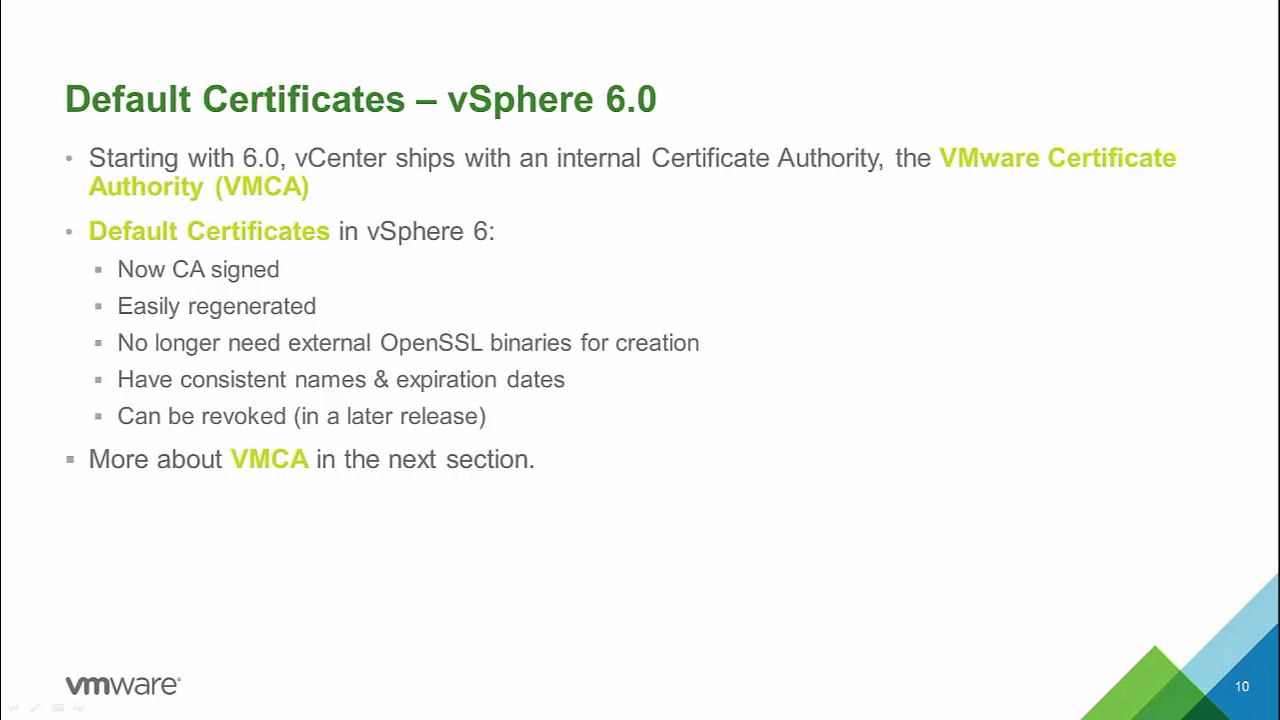 Default Certificates – vSphere 6.0
• Starting with 6.0, vCenter ships with an internal Certificate Authority, the VMware Certificate
Authority (VMCA)
• Default Certificates in vSphere 6:
▪ Now CA signed
▪ Easily regenerated
▪ No longer need external OpenSSL binaries for creation
▪ Have consistent names & expiration dates
▪ Can be revoked (in a later release)
▪ More about VMCA in the next section.
vmware®
10